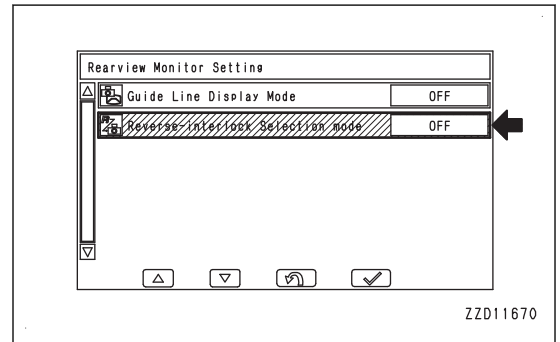 Rearview Monitor Setting
Guide Line Display Mode OFF
Reverse-interlock Selection mode OFF
ZZD11670